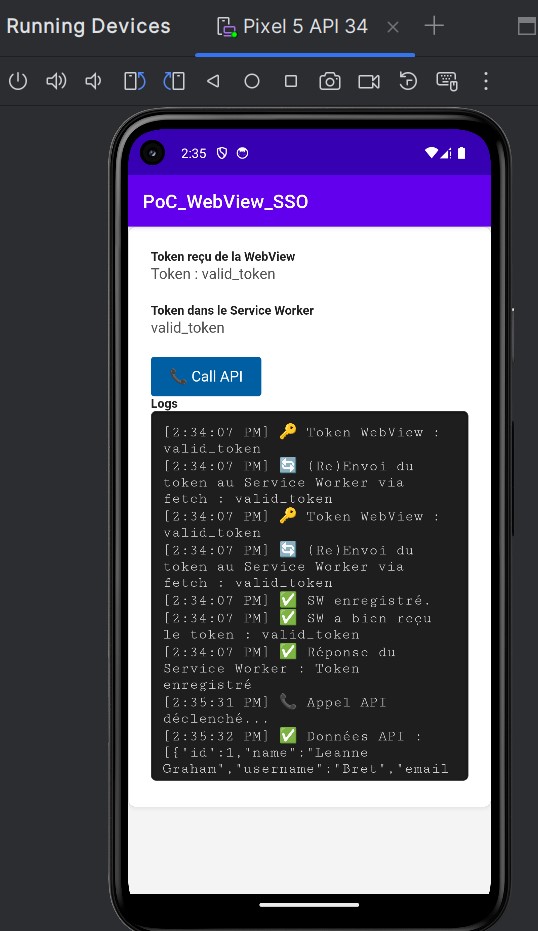 Running Devices
Pixel 5 API 34
2:35
PoC_WebView_SSO
Token reçu de la WebView
Token : valid_token
Token dans le Service Worker
valid_token
📞 Call API
Logs
[2:34:07 PM] 🔑 Token WebView :
valid_token
[2:34:07 PM] 🔄 (Re)Envoi du
token au Service Worker via
fetch : valid_token
[2:34:07 PM] 🔑 Token WebView :
valid_token
[2:34:07 PM] 🔄 (Re)Envoi du
token au Service Worker via
fetch : valid_token
[2:34:07 PM] ✅ SW enregistré.
[2:34:07 PM] ✅ SW a bien reçu
le token : valid_token
[2:34:07 PM] ✅ Réponse du
Service Worker : Token
enregistré
[2:35:31 PM] 📞 Appel API
déclenché...
[2:35:32 PM] ✅ Données API :
[{"id":1,"name":"Leanne
Graham","username":"Bret","email